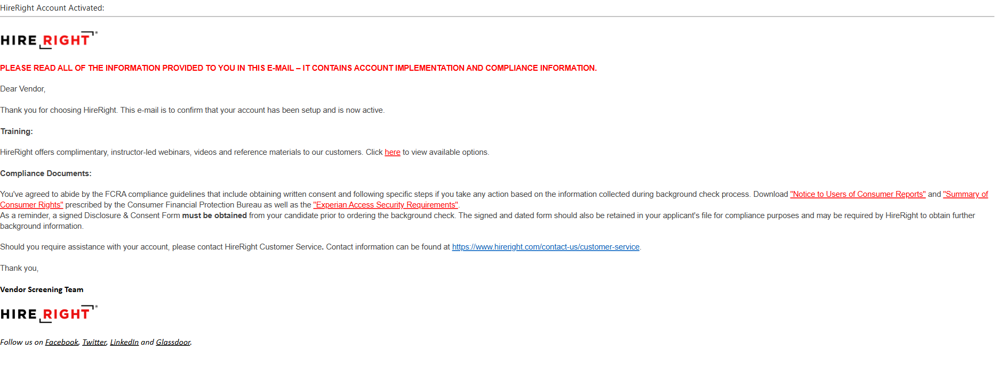 HireRight Account Activated:
HIRE RIGHT®
PLEASE READ ALL OF THE INFORMATION PROVIDED TO YOU IN THIS E-MAIL – IT CONTAINS ACCOUNT IMPLEMENTATION AND COMPLIANCE INFORMATION.
Dear Vendor,
Thank you for choosing HireRight. This e-mail is to confirm that your account has been setup and is now active.
Training:
HireRight offers complimentary, instructor-led webinars, videos and reference materials to our customers. Click here to view available options.
Compliance Documents:
You've agreed to abide by the FCRA compliance guidelines that include obtaining written consent and following specific steps if you take any action based on the information collected during background check process. Download "Notice to Users of Consumer Reports" and "Summary of
Consumer Rights" prescribed by the Consumer Financial Protection Bureau as well as the "Experian Access Security Requirements".
As a reminder, a signed Disclosure & Consent Form must be obtained from your candidate prior to ordering the background check. The signed and dated form should also be retained in your applicant's file for compliance purposes and may be required by HireRight to obtain further
background information.
Should you require assistance with your account, please contact HireRight Customer Service. Contact information can be found at https://www.hireright.com/contact-us/customer-service.
Thank you,
Vendor Screening Team
HIRE RIGHT®
Follow us on Facebook, Twitter, LinkedIn and Glassdoor.